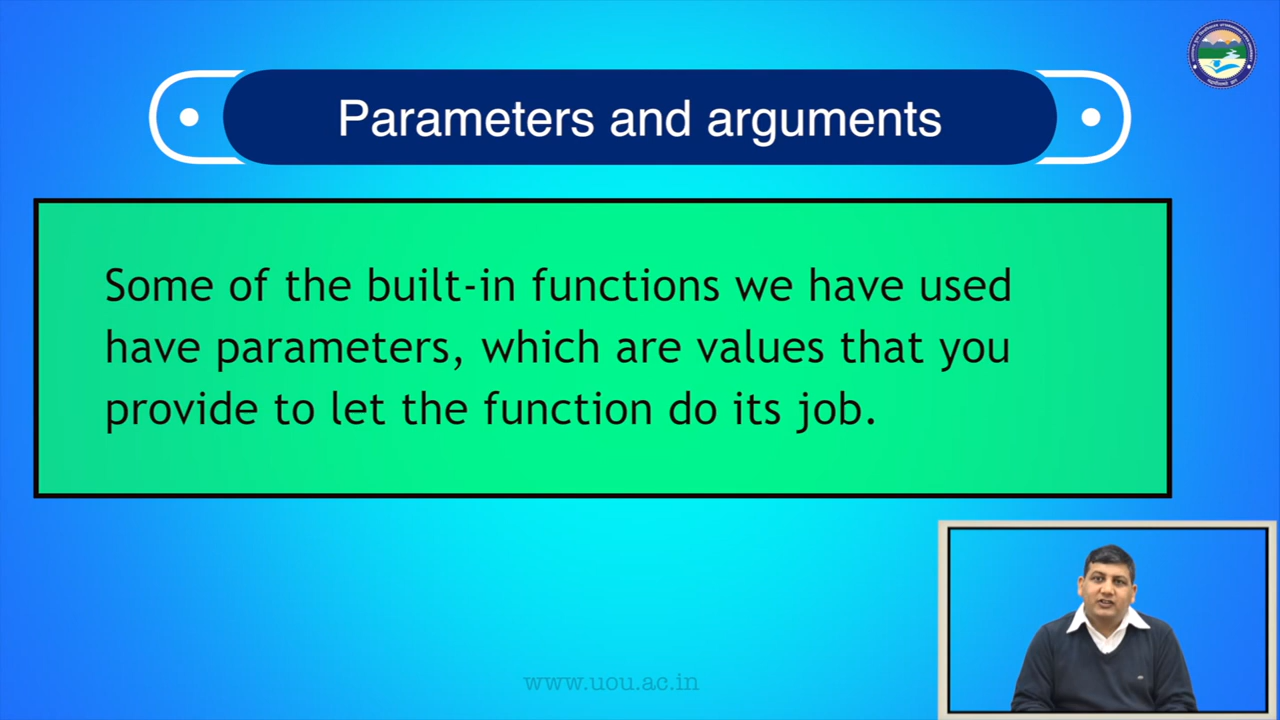 Parameters and arguments
Some of the built-in functions we have used
have parameters, which are values that you
provide to let the function do its job.
www.uou.ac.in